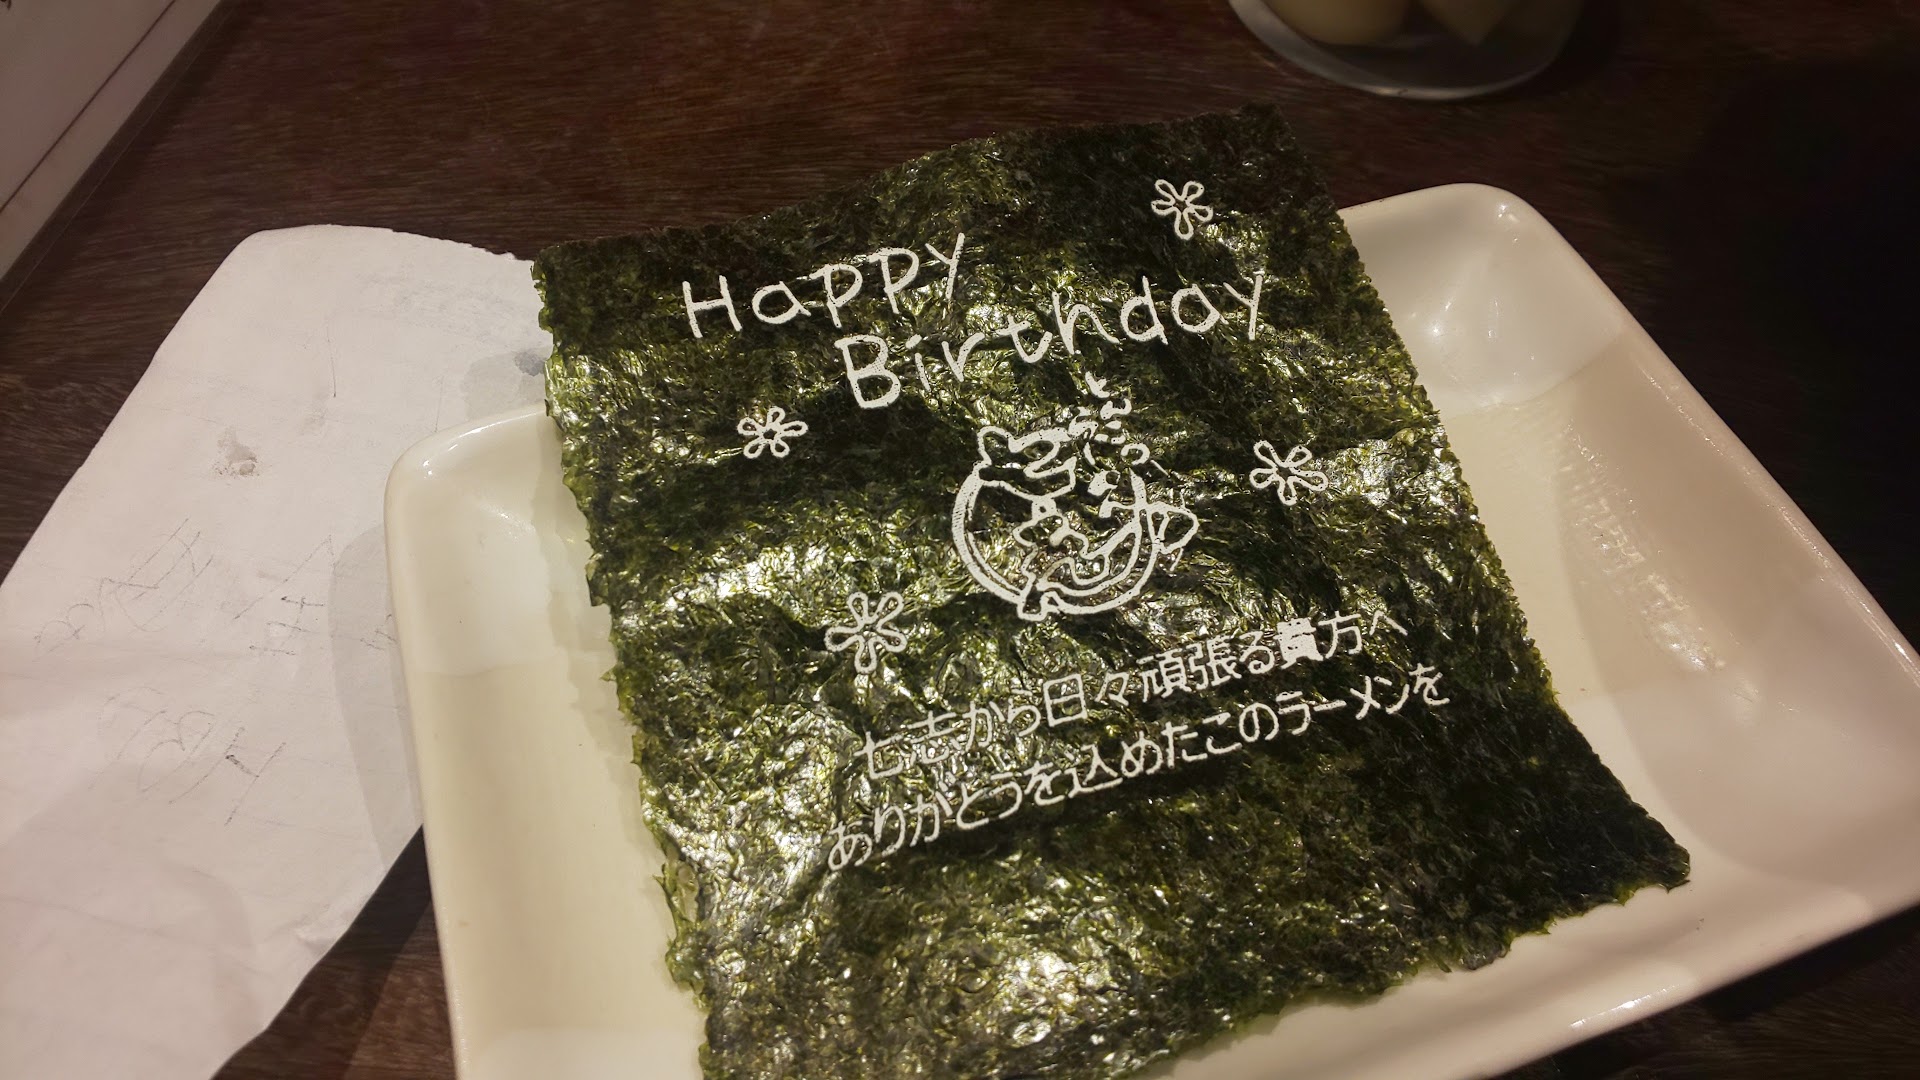 Happy
Birthday
七志から日々頑張る貴方へ
ありがとうを込めたこのラーメンを